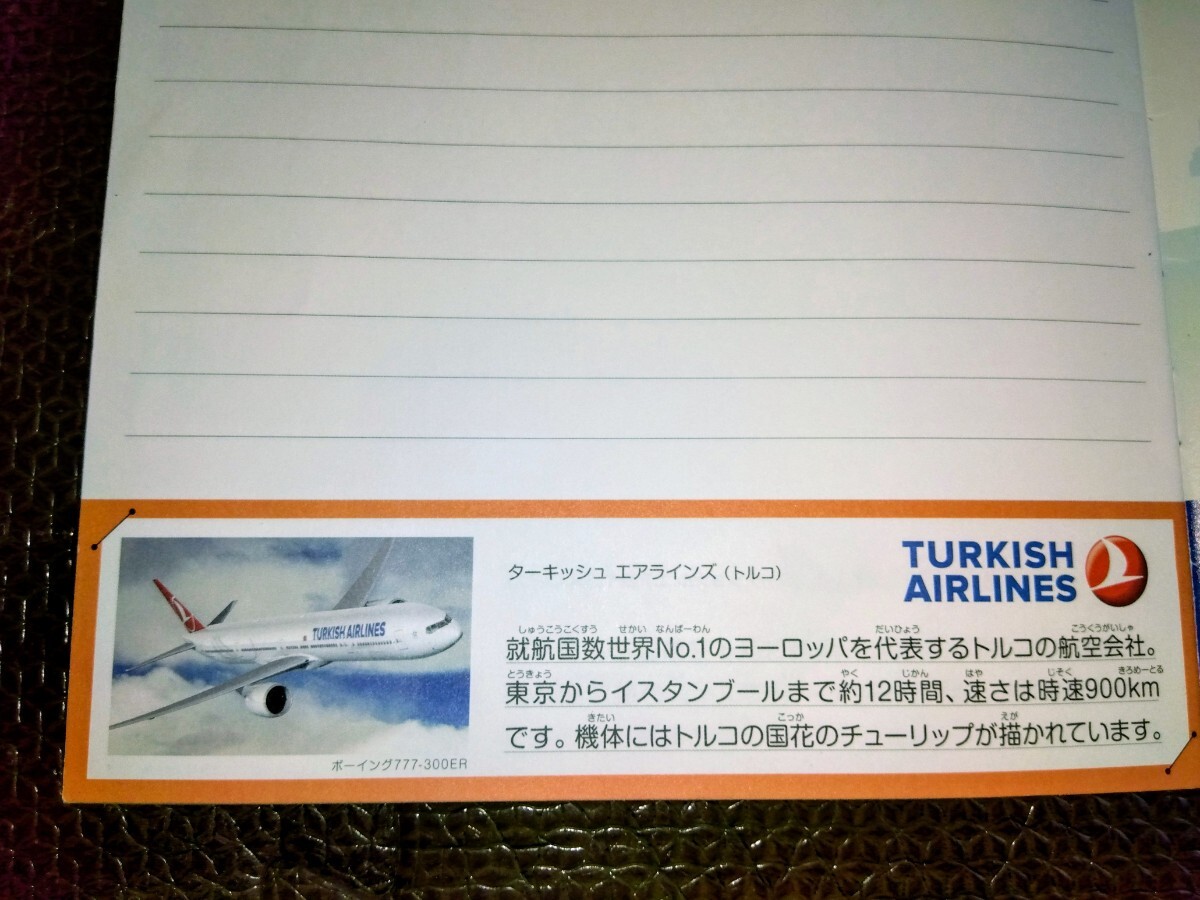 ターキッシュ エアラインズ（トルコ）
TURKISH
AIRLINES
TURKISH AIRLINES
しゅうこうこくすう せかい なんばーわん だいひょう こうくうがいしゃ
就航国数世界No.1のヨーロッパを代表するトルコの航空会社。
とうきょう やく じかん はや じそく きろめーとる
東京からイスタンブールまで約12時間、速さは時速900km
きたい こっか えが
です。機体にはトルコの国花のチューリップが描かれています。
ボーイング777-300ER